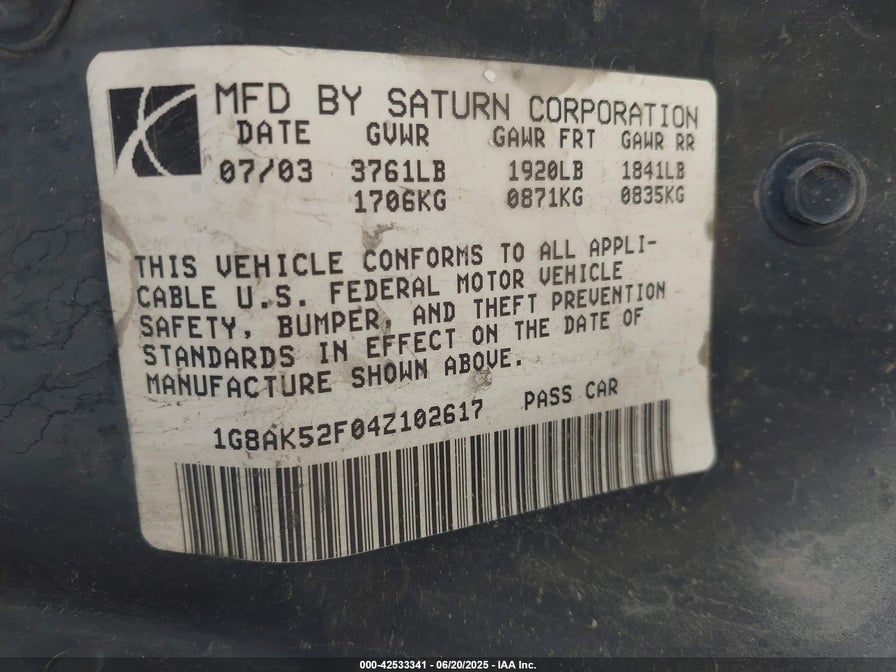 MFD BY SATURN CORPORATION
DATE GVWR GAWR FRT GAWR RR
07/03 3761LB 1920LB 1841LB
1706KG 0871KG 0835KG
THIS VEHICLE CONFORMS TO ALL APPLI-
CABLE U.S. FEDERAL MOTOR VEHICLE
SAFETY, BUMPER, AND THEFT PREVENTION
STANDARDS IN EFFECT ON THE DATE OF
MANUFACTURE SHOWN ABOVE.
1G8AK52F04Z102617 PASS CAR
000-42533341 - 06/20/2025 - IAA Inc.